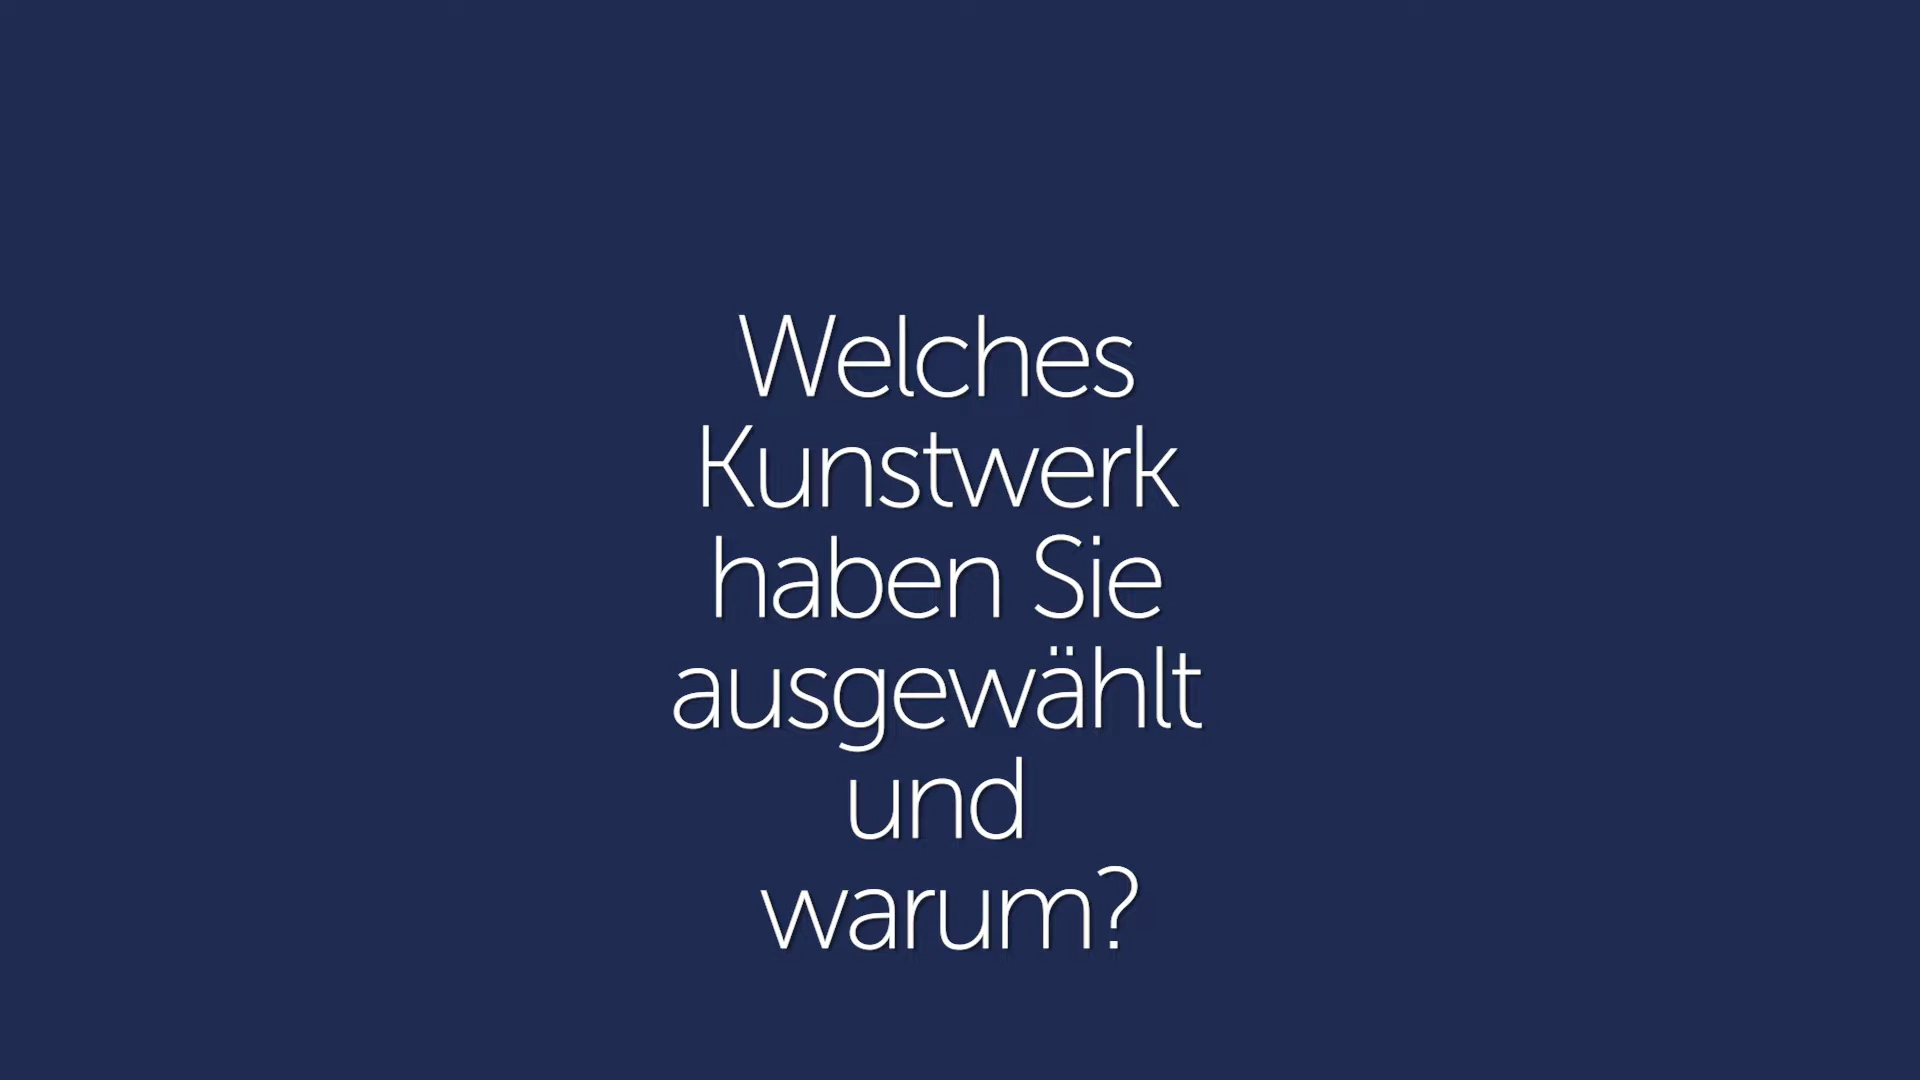 Welches
Kunstwerk
haben Sie
ausgewählt
und
warum?